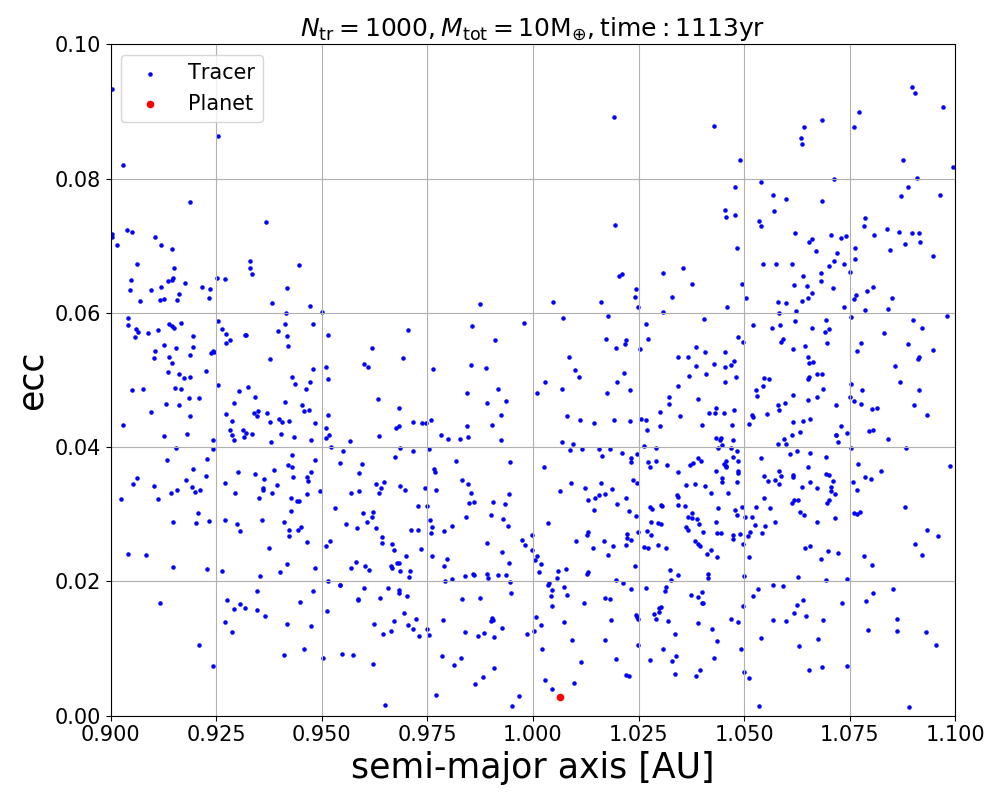 N_tr = 1000, M_tot = 10M_⊕, time : 1113yr
Tracer
Planet
0.10
0.08
0.06
0.04
0.02
0.00
ecc
0.900 0.925 0.950 0.975 1.000 1.025 1.050 1.075 1.100
semi-major axis [AU]